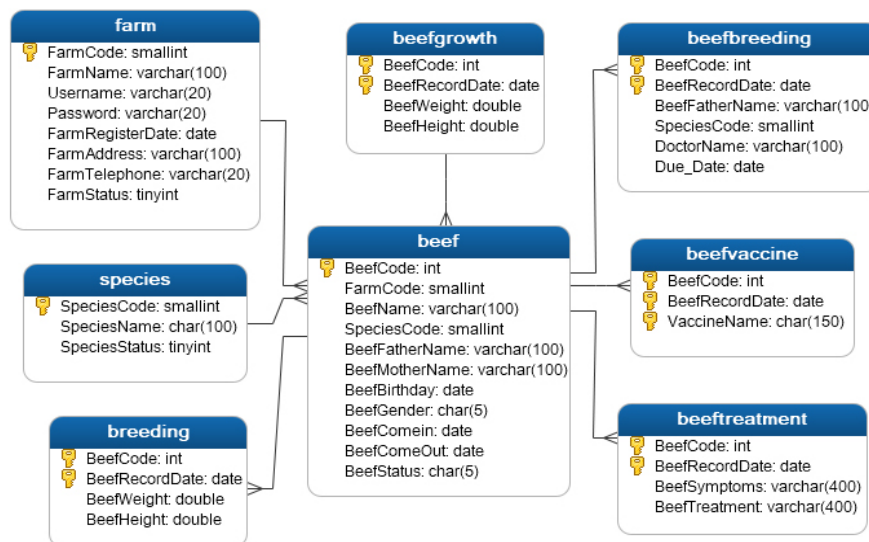 farm
FarmCode: smallint
FarmName: varchar(100)
Username: varchar(20)
Password: varchar(20)
FarmRegisterDate: date
FarmAddress: varchar(100)
FarmTelephone: varchar(20)
FarmStatus: tinyint
beefgrowth
BeefCode: int
BeefRecordDate: date
BeefWeight: double
BeefHeight: double
beefbreeding
BeefCode: int
BeefRecordDate: date
BeefFatherName: varchar(100
SpeciesCode: smallint
DoctorName: varchar(100)
Due_Date: date
species
SpeciesCode: smallint
SpeciesName: char(100)
SpeciesStatus: tinyint
beef
BeefCode: int
FarmCode: smallint
BeefName: varchar(100)
SpeciesCode: smallint
BeefFatherName: varchar(100)
BeefMotherName: varchar(100)
BeefBirthday: date
BeefGender: char(5)
BeefComein: date
BeefComeOut: date
BeefStatus: char(5)
beefvaccine
BeefCode: int
BeefRecordDate: date
VaccineName: char(150)
breeding
BeefCode: int
BeefRecordDate: date
BeefWeight: double
BeefHeight: double
beeftreatment
BeefCode: int
BeefRecordDate: date
BeefSymptoms: varchar(400)
BeefTreatment: varchar(400)